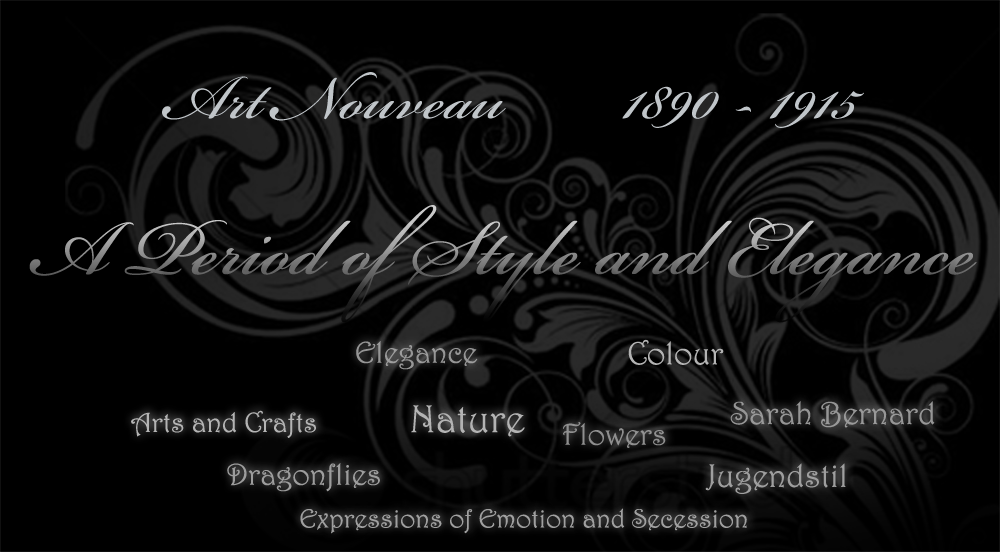 Art Nouveau 1890 - 1915
A Period of Style and Elegance
Elegance Colour
Arts and Crafts Nature Flowers Sarah Bernard
Dragonflies Jugendstil
Expressions of Emotion and Secession